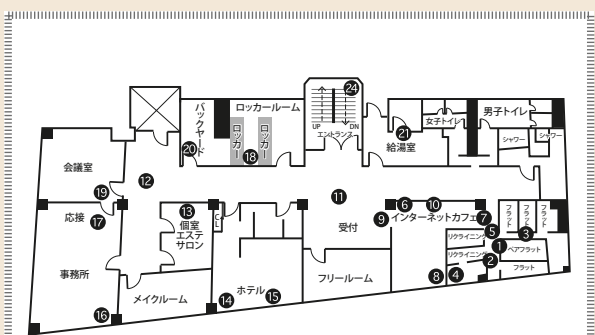 24
バックヤード
ロッカールーム
UP
DN
エントランス
女子トイレ
男子トイレ
シャワー
シャワー
ロッカー
ロッカー
20
18
21
給湯室
会議室
19
12
11
応接
17
13
個室
エステ
サロン
CL
受付
9
6
10
7
インターネットカフェ
フラット
フラット
フラット
5
3
リクライニング
1
ペアフラット
リクライニング
2
フラット
8
4
事務所
16
メイクルーム
ホテル
14
15
フリールーム